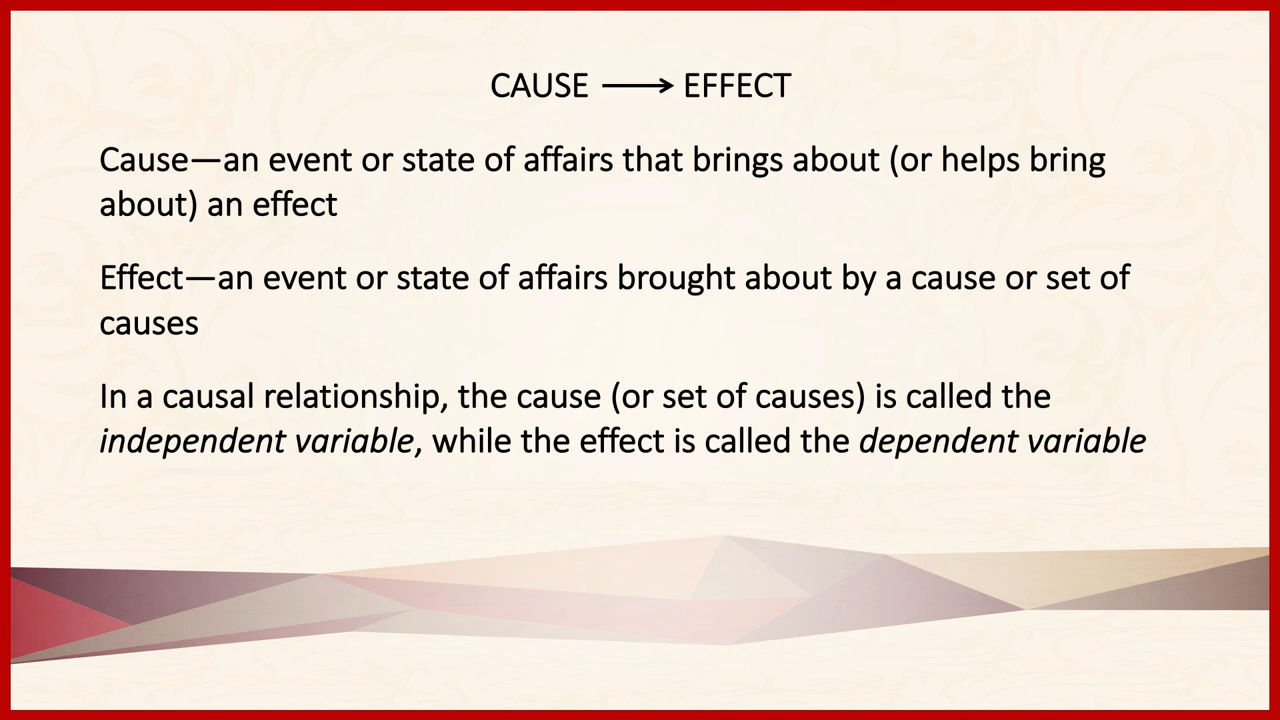 CAUSE ⟶ EFFECT
Cause—an event or state of affairs that brings about (or helps bring
about) an effect
Effect—an event or state of affairs brought about by a cause or set of
causes
In a causal relationship, the cause (or set of causes) is called the
independent variable, while the effect is called the dependent variable